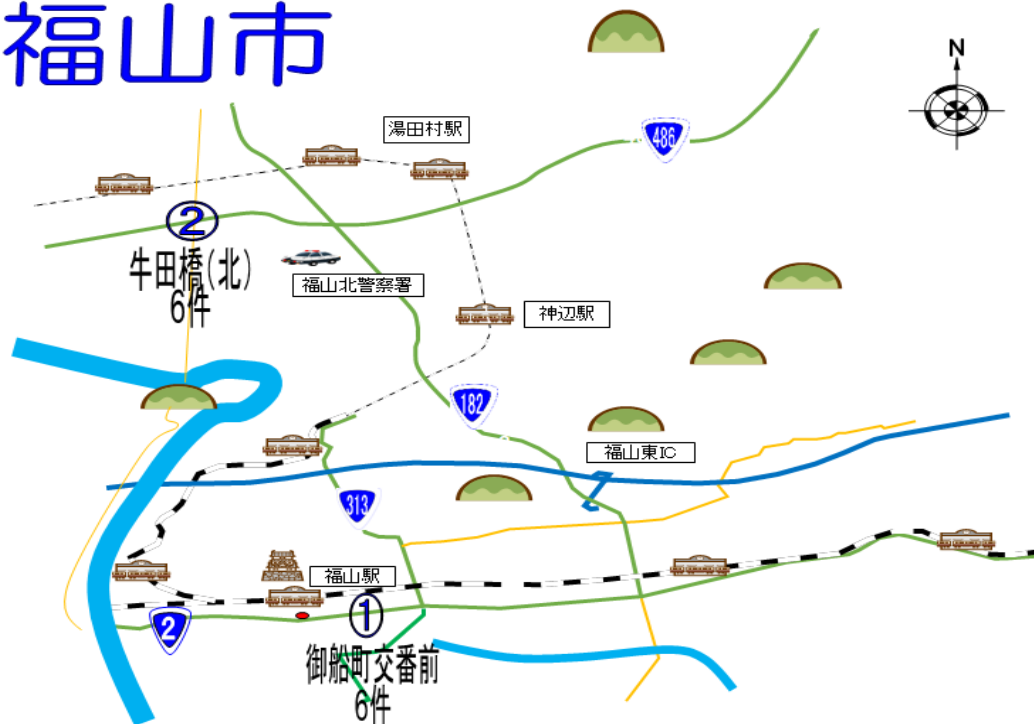 福山市
N
湯田村駅
486
②
牛田橋(北)
6件
福山北警察署
神辺駅
182
福山東IC
313
福山駅
①
2
御船町交番前
6件